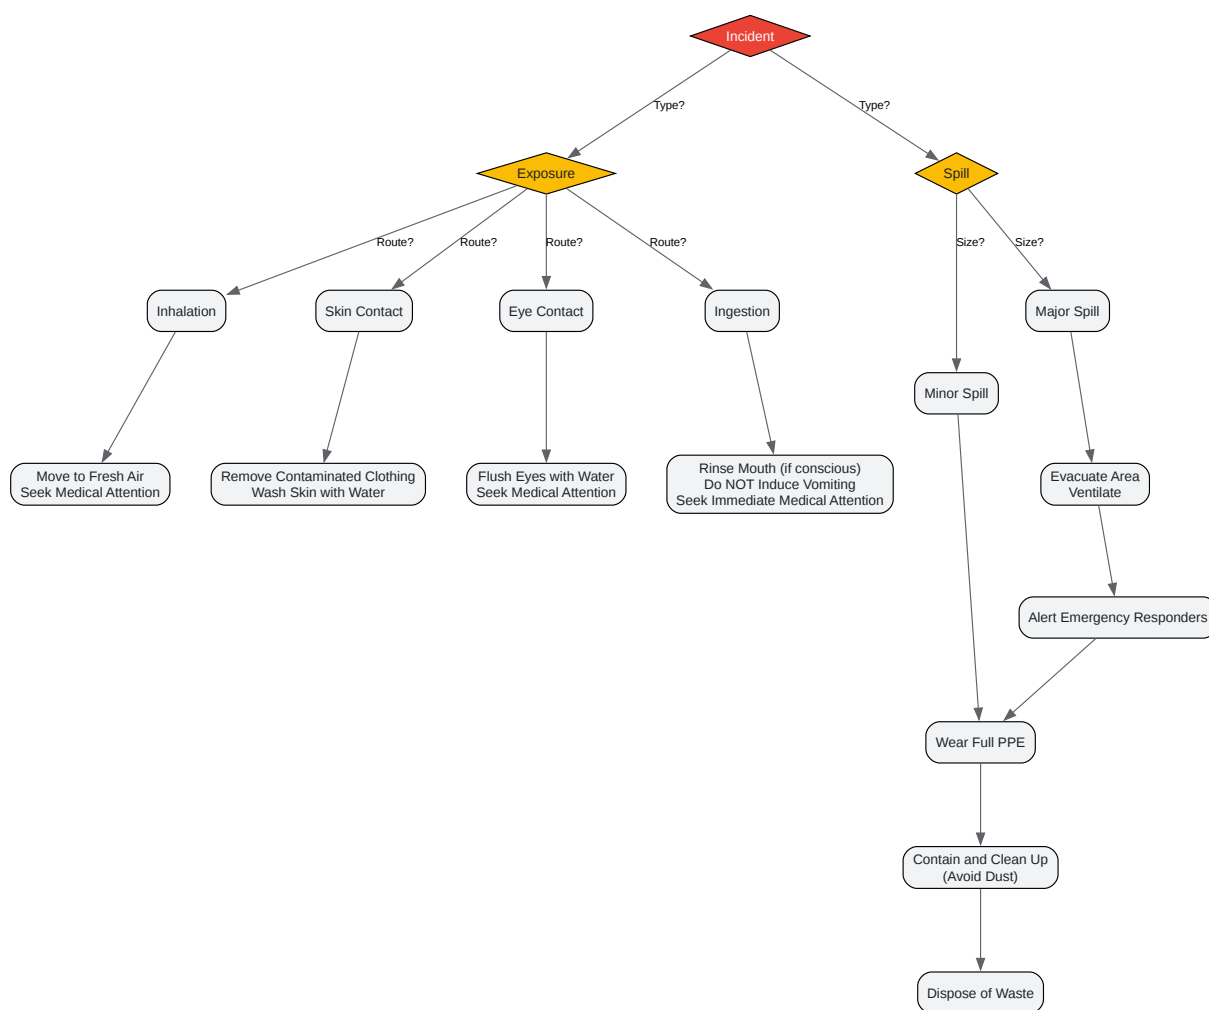 Incident
Type?
Type?
Exposure
Spill
Route?
Route?
Route?
Route?
Size?
Size?
Inhalation
Skin Contact
Eye Contact
Ingestion
Major Spill
Minor Spill
Move to Fresh Air
Seek Medical Attention
Remove Contaminated Clothing
Wash Skin with Water
Flush Eyes with Water
Seek Medical Attention
Rinse Mouth (if conscious)
Do NOT Induce Vomiting
Seek Immediate Medical Attention
Evacuate Area
Ventilate
Alert Emergency Responders
Wear Full PPE
Contain and Clean Up
(Avoid Dust)
Dispose of Waste